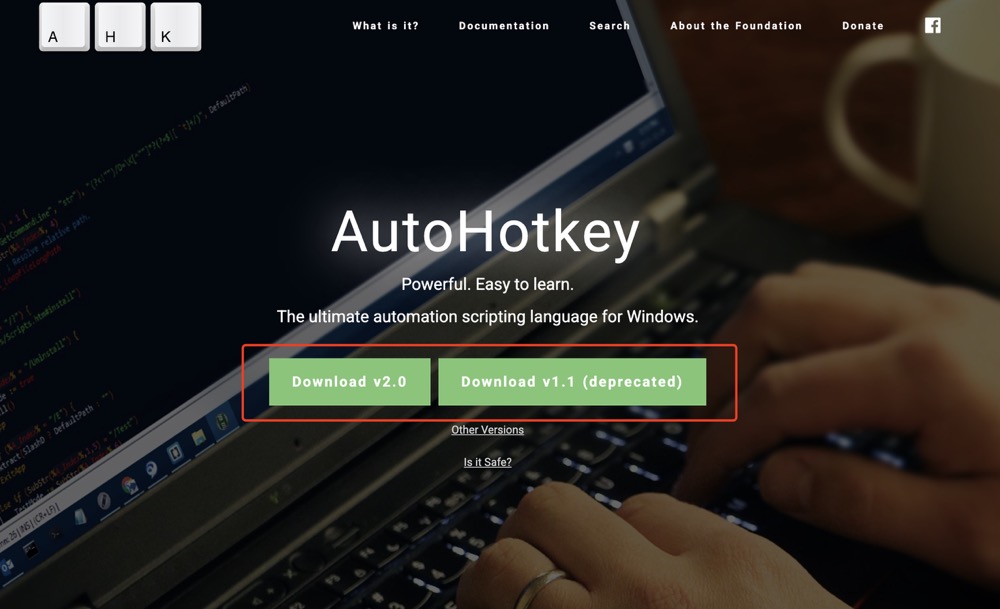 A H K
What is it? Documentation Search About the Foundation Donate
AutoHotkey
Powerful. Easy to learn.
The ultimate automation scripting language for Windows.
Download v2.0 Download v1.1 (deprecated)
Other Versions
Is it Safe?